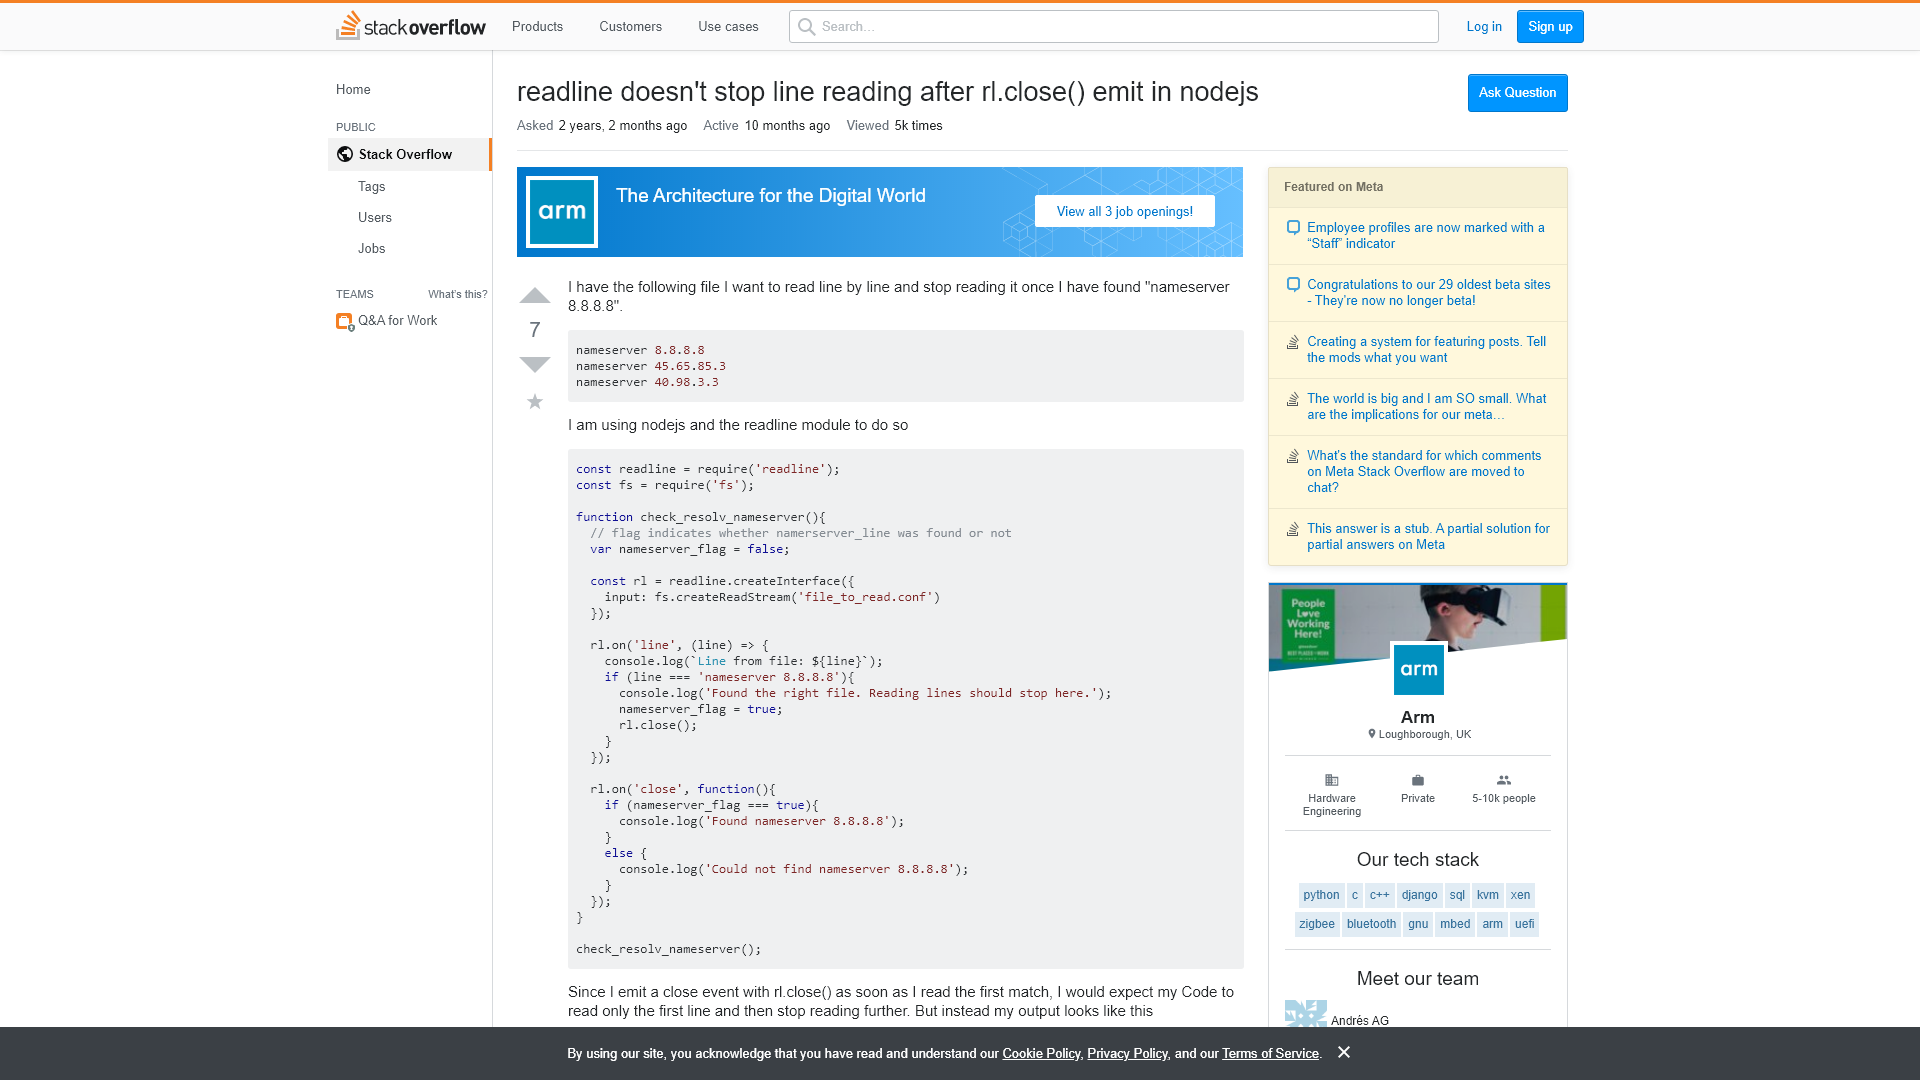 stackoverflow
Products
Customers
Use cases
Search...
Log in
Sign up
Home
PUBLIC
Stack Overflow
Tags
Users
Jobs
TEAMS
What's this?
Q&A for Work
readline doesn't stop line reading after rl.close() emit in nodejs
Ask Question
Asked 2 years, 2 months ago
Active 10 months ago
Viewed 5k times
arm
The Architecture for the Digital World
View all 3 job openings!
7
I have the following file I want to read line by line and stop reading it once I have found "nameserver
8.8.8.8".
nameserver 8.8.8.8
nameserver 45.65.85.3
nameserver 40.98.3.3
I am using nodejs and the readline module to do so
const readline = require('readline');
const fs = require('fs');
function check_resolv_nameserver(){
// flag indicates whether namerserver_line was found or not
var nameserver_flag = false;
const rl = readline.createInterface({
input: fs.createReadStream('file_to_read.conf')
});
rl.on('line', (line) => {
console.log(`Line from file: ${line}`);
if (line === 'nameserver 8.8.8.8'){
console.log('Found the right file. Reading lines should stop here.');
nameserver_flag = true;
rl.close();
}
});
rl.on('close', function(){
if (nameserver_flag === true){
console.log('Found nameserver 8.8.8.8');
}
else {
console.log('Could not find nameserver 8.8.8.8');
}
});
}
check_resolv_nameserver();
Since I emit a close event with rl.close() as soon as I read the first match, I would expect my Code to
read only the first line and then stop reading further. But instead my output looks like this
Featured on Meta
Employee profiles are now marked with a
“Staff” indicator
Congratulations to our 29 oldest beta sites
- They're now no longer beta!
Creating a system for featuring posts. Tell
the mods what you want
The world is big and I am SO small. What
are the implications for our meta…
What's the standard for which comments
on Meta Stack Overflow are moved to
chat?
This answer is a stub. A partial solution for
partial answers on Meta
People
Love
Working
Here!
arm
Arm
Loughborough, UK
Hardware
Engineering
Private
5-10k people
Our tech stack
python c c++ django sql kvm xen
zigbee bluetooth gnu mbed arm uefi
Meet our team
Andrés AG
By using our site, you acknowledge that you have read and understand our Cookie Policy, Privacy Policy, and our Terms of Service.